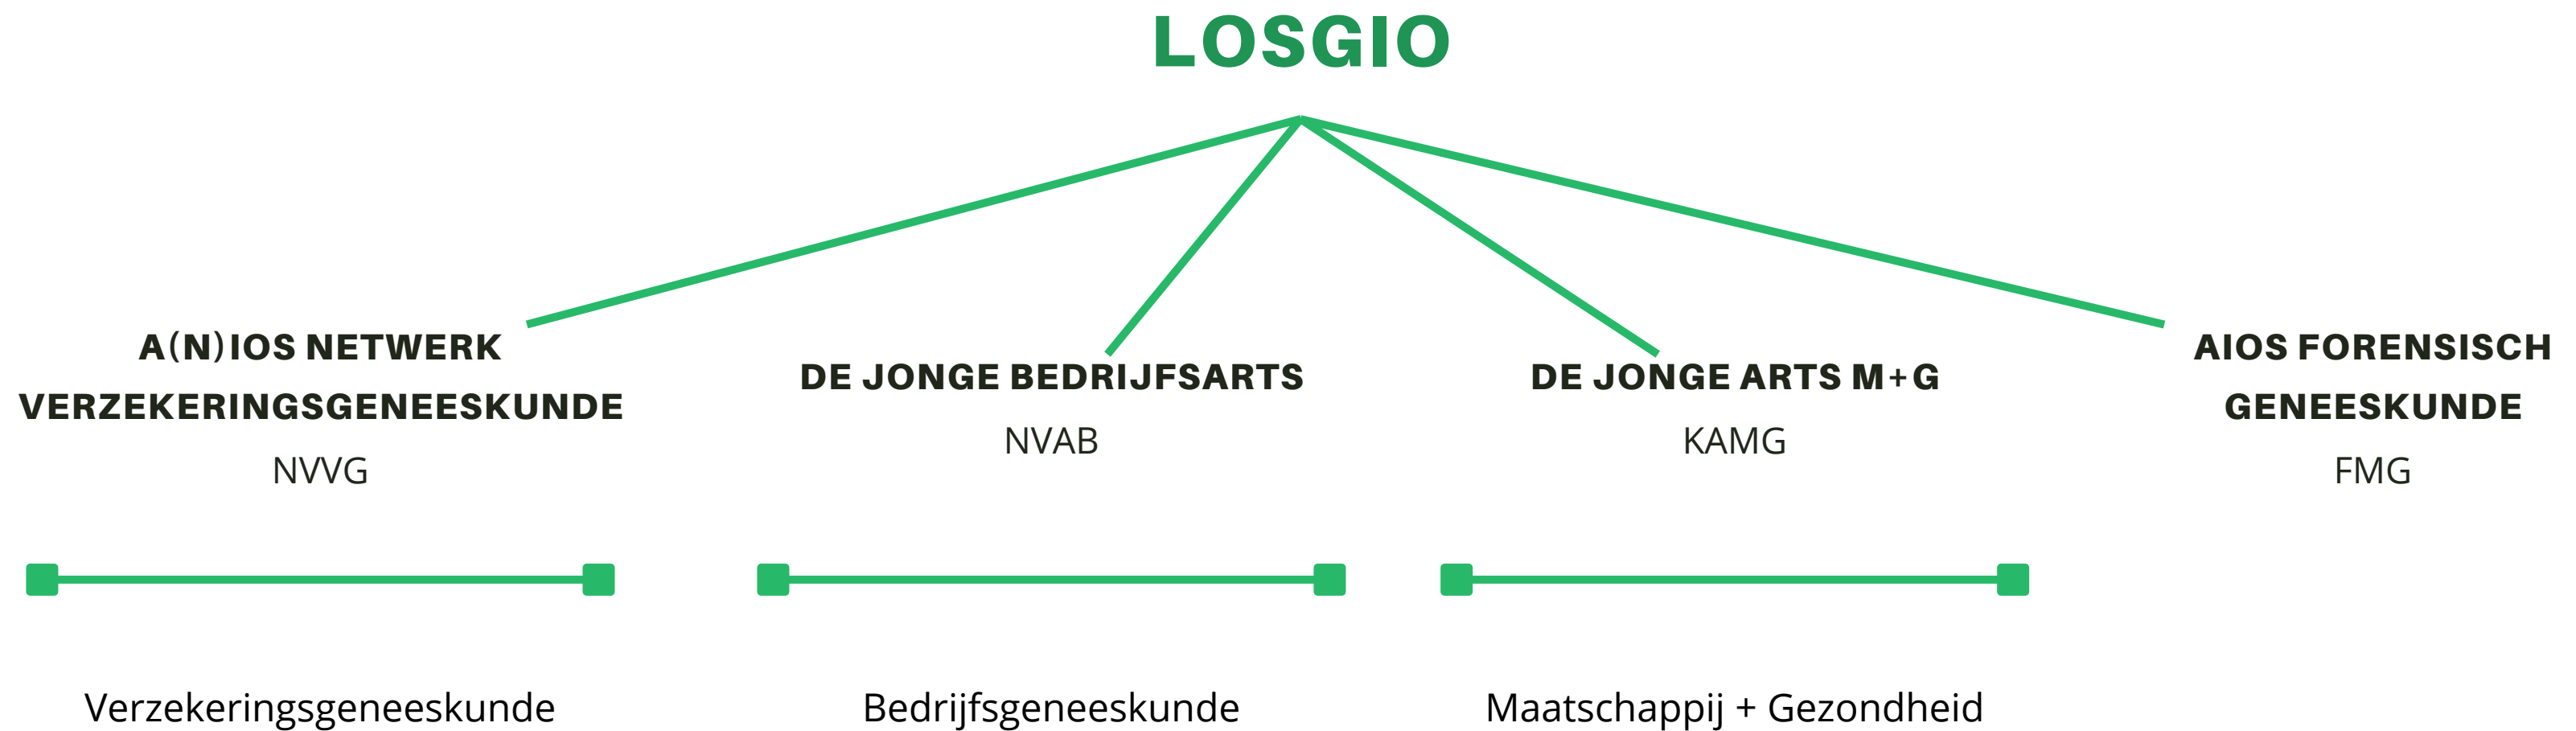 LOSGIO
A(N)IOS NETWERK
VERZEKERINGSGENEESKUNDE
NVVG
DE JONGE BEDRIJFSARTS
NVAB
DE JONGE ARTS M+G
KAMG
AIOS FORENSISCH
GENEESKUNDE
FMG
Verzekeringsgeneeskunde
Bedrijfsgeneeskunde
Maatschappij + Gezondheid